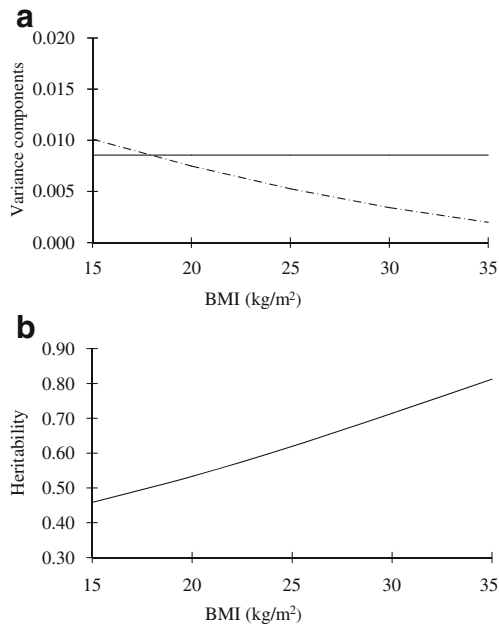 a
Variance components
0.020
0.015
0.010
0.005
0.000
15 20 25 30 35
BMI (kg/m²)
b
Heritability
0.90
0.80
0.70
0.60
0.50
0.40
0.30
15 20 25 30 35
BMI (kg/m²)